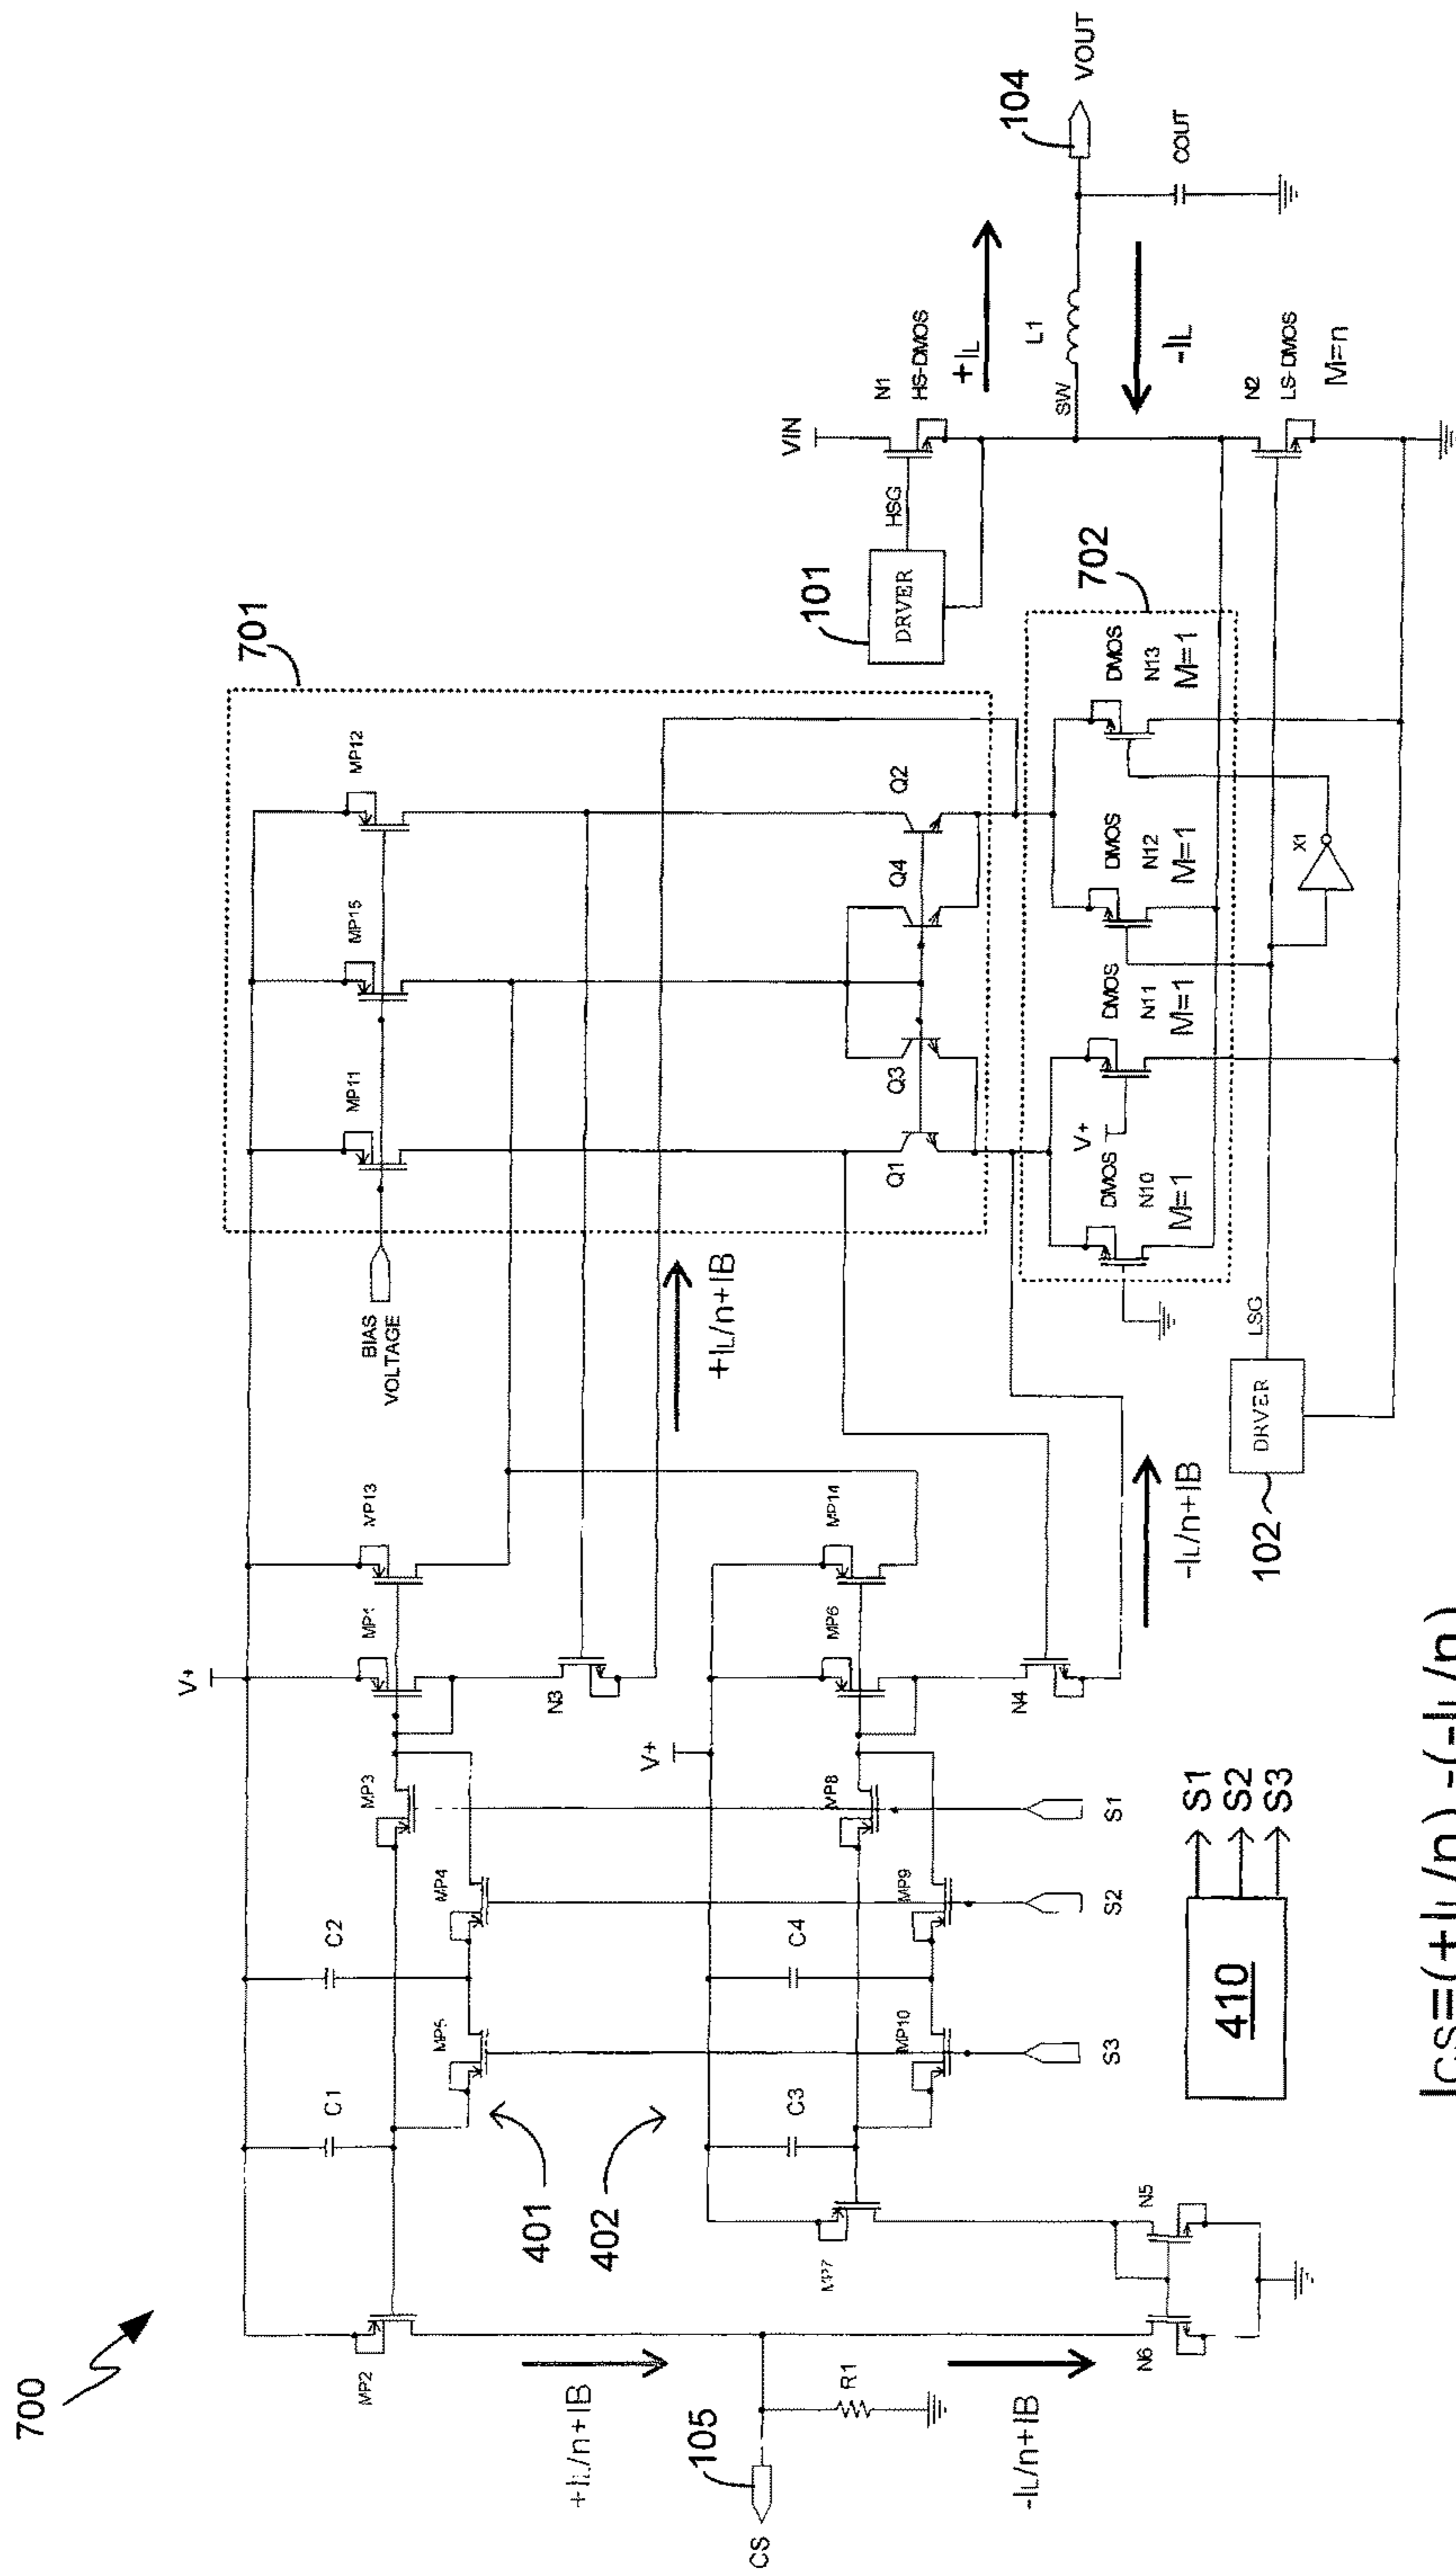 700
701
MP12
MP15
MP11
BIAS
VOLTAGE
Q2
Q4
Q3
Q1
V+
MP13
MP1
N3
MP3
MP4
MP5
C2
C1
MP2
401
402
+IL/n+IB
V+
MP14
MP6
N4
MP8
MP9
MP10
C4
C3
MP7
S1
S2
S3
N5
N6
+IL/n+IB
-IL/n+IB
-IL/n+IB
R1
105
CS
410
S1
S2
S3
VIN
N1
HS-DMOS
HSG
DRVER
101
+IL
L1
SW
-IL
104
VOUT
COUT
N2
LS-DMOS
M=n
702
DMOS
N13
M=1
DMOS
N12
M=1
DMOS
N11
M=1
V+
DMOS
N10
M=1
X1
LSG
DRVER
102
ICS=(+IL/n) -(-IL/n)